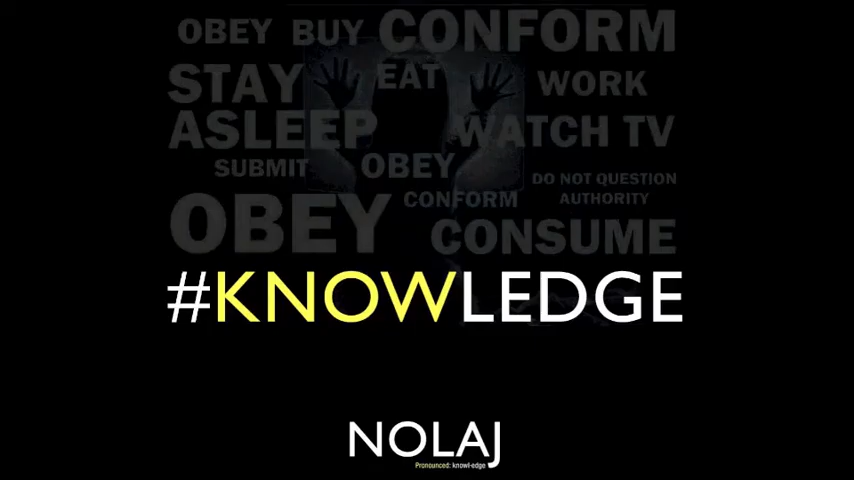 OBEY BUY CONFORM
STAY EAT WORK
ASLEEP WATCH TV
SUBMIT OBEY DO NOT QUESTION
AUTHORITY
CONFORM
OBEY CONSUME
#KNOWLEDGE
NOLAJ
Pronounced: knowl-edge